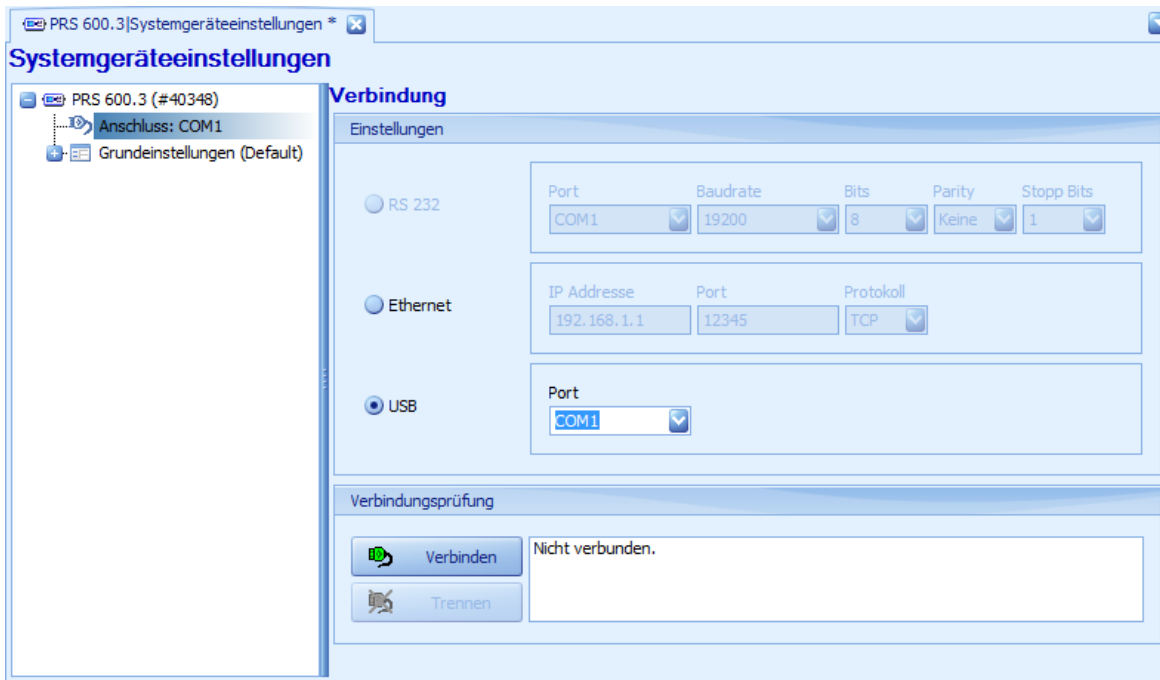 PRS 600.3|Systemgeräteeinstellungen *
Systemgeräteeinstellungen
PRS 600.3 (#40348)
Anschluss: COM1
Grundeinstellungen (Default)
Verbindung
Einstellungen
RS 232
Port Baudrate Bits Parity Stopp Bits
COM1 19200 8 Keine 1
Ethernet
IP Addresse Port Protokoll
192.168.1.1 12345 TCP
USB
Port
COM1
Verbindungsprüfung
Verbinden
Nicht verbunden.
Trennen